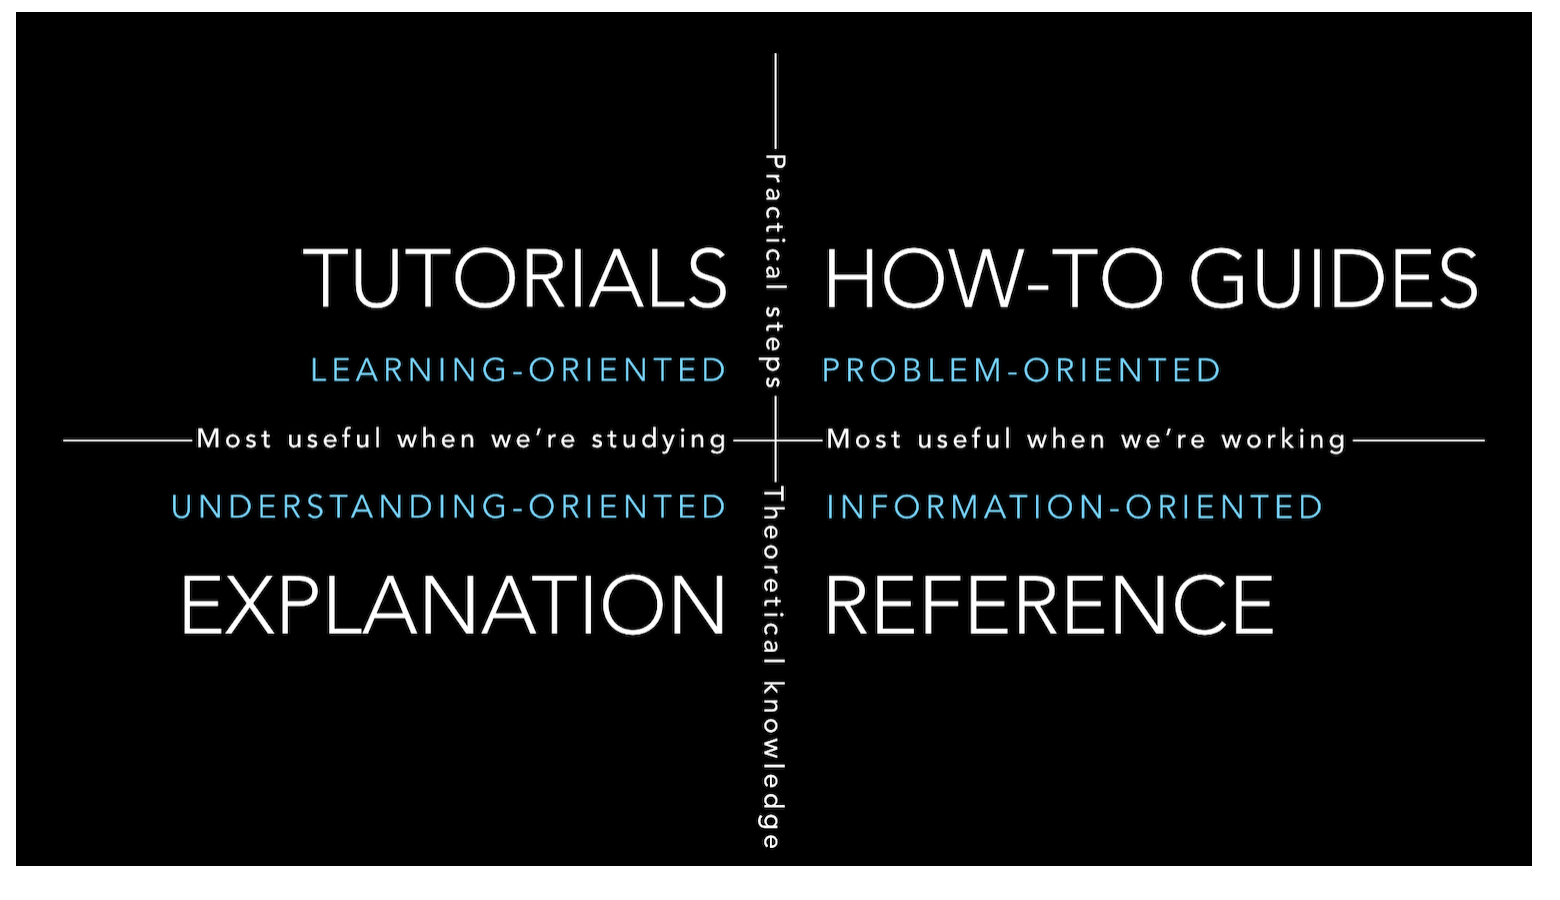 Practical steps
TUTORIALS
HOW-TO GUIDES
LEARNING-ORIENTED
PROBLEM-ORIENTED
Most useful when we’re studying
Most useful when we’re working
UNDERSTANDING-ORIENTED
INFORMATION-ORIENTED
EXPLANATION
REFERENCE
Theoretical knowledge